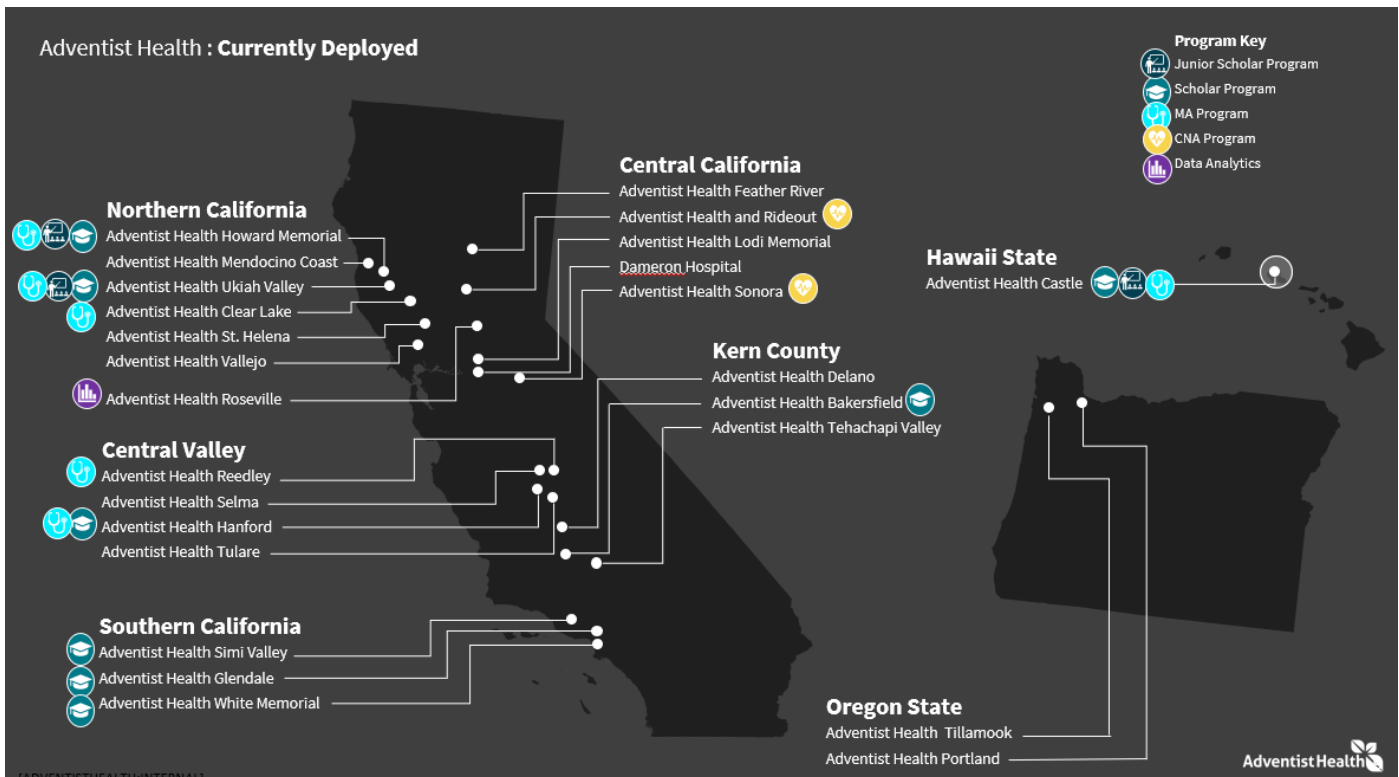 Adventist Health : Currently Deployed
Program Key
Junior Scholar Program
Scholar Program
MA Program
CNA Program
Data Analytics
Northern California
Adventist Health Howard Memorial
Adventist Health Mendocino Coast
Adventist Health Ukiah Valley
Adventist Health Clear Lake
Adventist Health St. Helena
Adventist Health Vallejo
Adventist Health Roseville
Central California
Adventist Health Feather River
Adventist Health and Rideout
Adventist Health Lodi Memorial
Dameron Hospital
Adventist Health Sonora
Kern County
Adventist Health Delano
Adventist Health Bakersfield
Adventist Health Tehachapi Valley
Hawaii State
Adventist Health Castle
Central Valley
Adventist Health Reedley
Adventist Health Selma
Adventist Health Hanford
Adventist Health Tulare
Southern California
Adventist Health Simi Valley
Adventist Health Glendale
Adventist Health White Memorial
Oregon State
Adventist Health Tillamook
Adventist Health Portland
Adventist Health